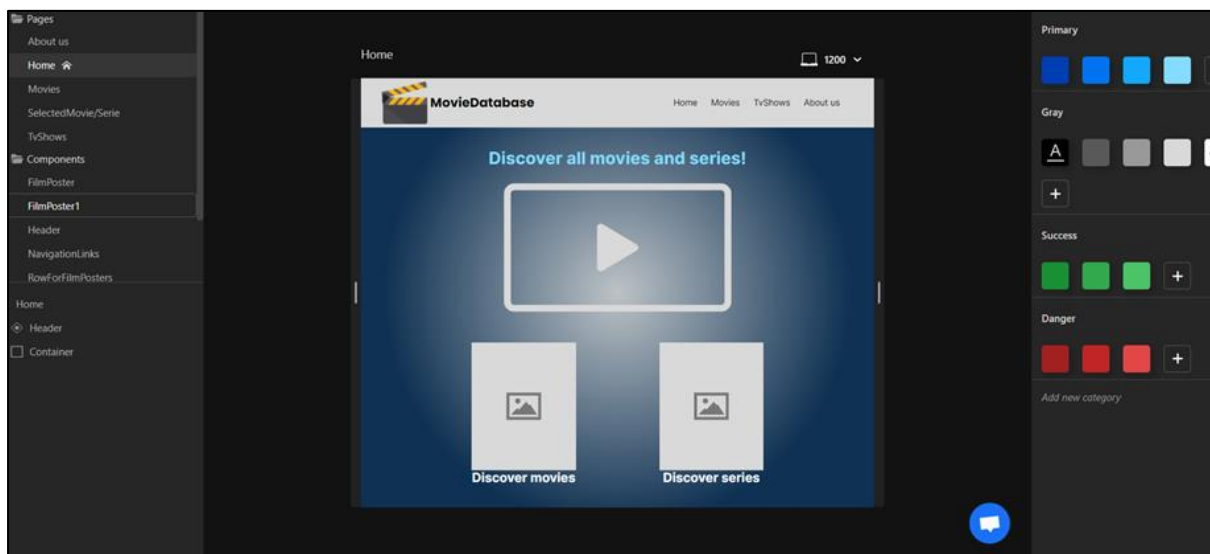 Pages
About us
Home
Movies
SelectedMovie/Serie
TvShows
Components
FilmPoster
FilmPoster1
Header
NavigationLinks
RowForFilmPosters
Home
Header
Container
Home
1200
MovieDatabase
Home Movies TvShows About us
Discover all movies and series!
Discover movies
Discover series
Primary
Gray
A
Success
Danger
Add new category